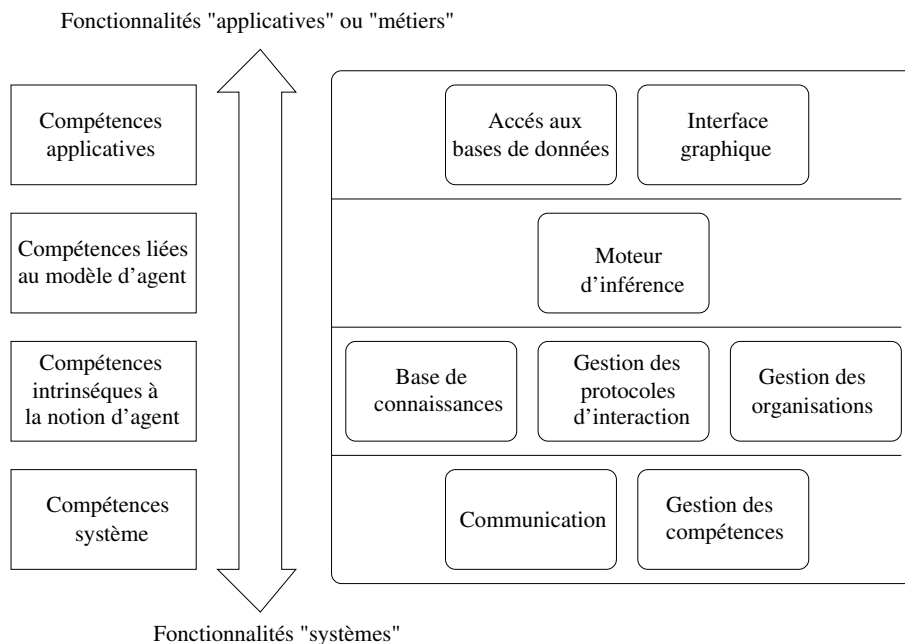 Fonctionnalités "applicatives" ou "métiers"
Compétences
applicatives
Accés aux
bases de données
Interface
graphique
Compétences liées
au modèle d'agent
Moteur
d'inférence
Compétences
intrinséques à
la notion d'agent
Base de
connaissances
Gestion des
protocoles
d'interaction
Gestion des
organisations
Compétences
système
Communication
Gestion des
compétences
Fonctionnalités "systèmes"